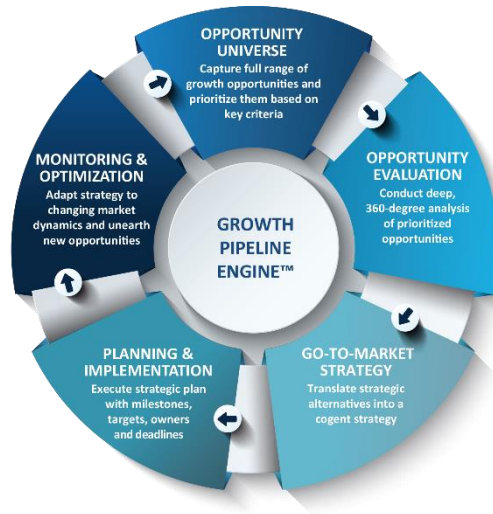 OPPORTUNITY
UNIVERSE
Capture full range of
growth opportunities and
prioritize them based on
key criteria
OPPORTUNITY
EVALUATION
Conduct deep,
360-degree analysis
of prioritized
opportunities
GO-TO-MARKET
STRATEGY
Translate strategic
alternatives into a
cogent strategy
PLANNING &
IMPLEMENTATION
Execute strategic plan
with milestones,
targets, owners
and deadlines
MONITORING &
OPTIMIZATION
Adapt strategy to
changing market
dynamics and unearth
new opportunities
GROWTH
PIPELINE
ENGINE™